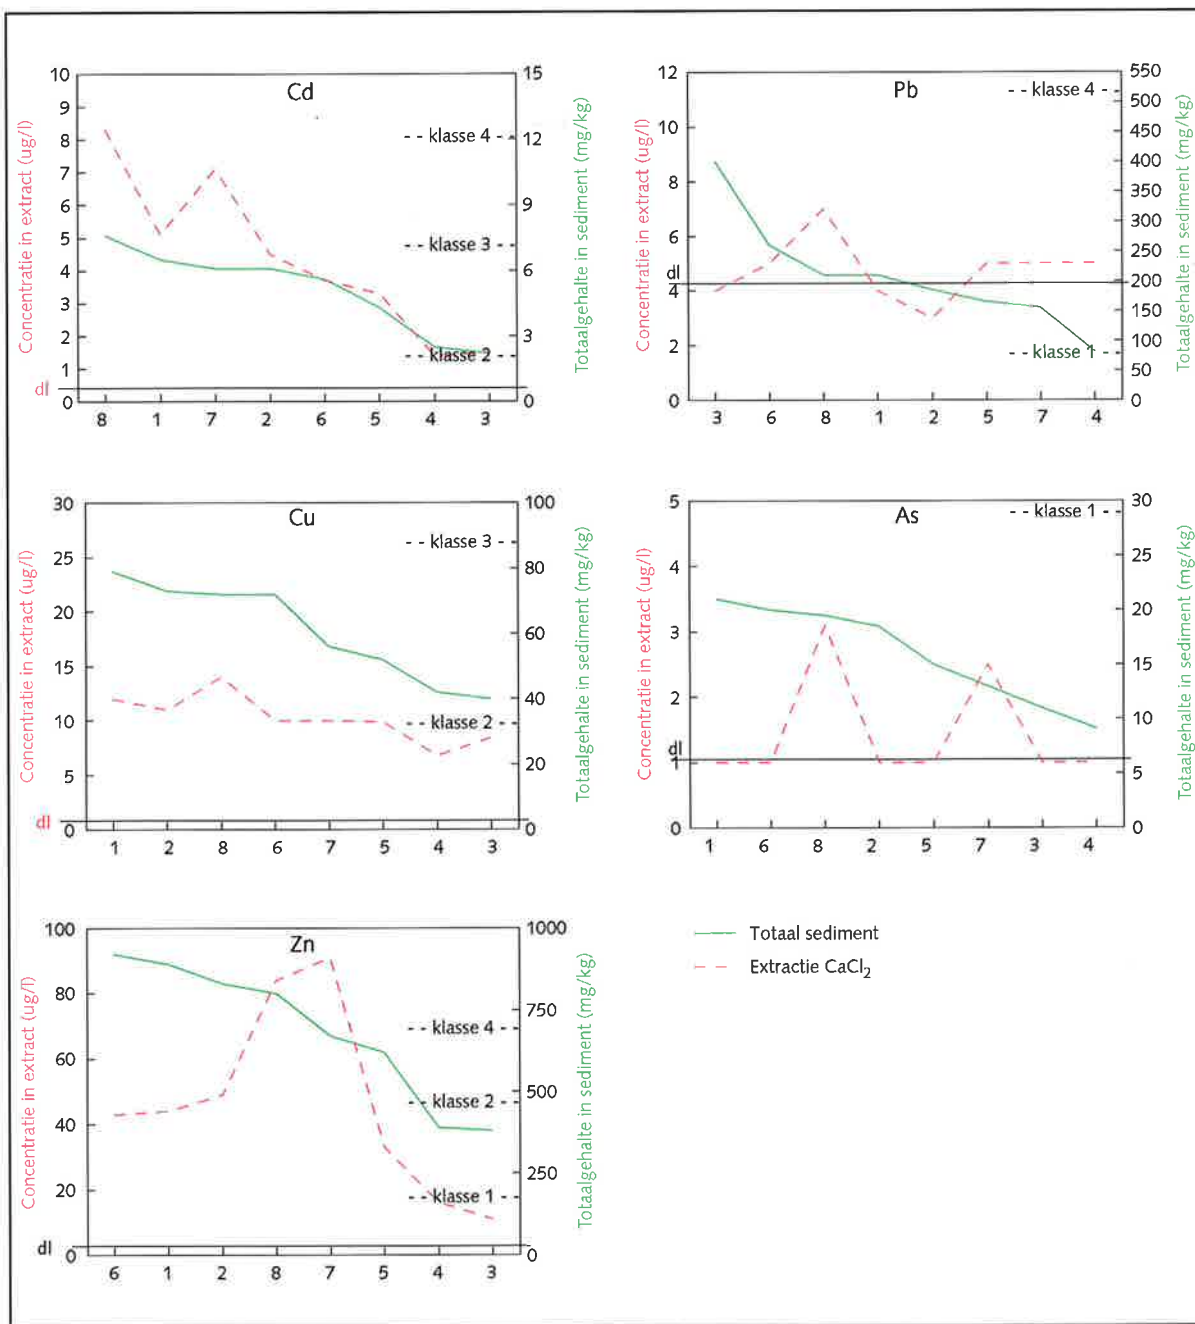 Cd
Concentratie in extract (ug/l)
Totaalgehalte in sediment (mg/kg)
10
9
8
7
6
5
4
3
2
1
dl
0
15
12
9
6
3
0
-- klasse 4 --
-- klasse 3 --
-- klasse 2 --
8 1 7 2 6 5 4 3
Pb
Concentratie in extract (ug/l)
Totaalgehalte in sediment (mg/kg)
12
10
8
6
dl
4
2
0
550
500
450
400
350
300
250
200
150
100
50
0
-- klasse 4 --
-- klasse 1 --
3 6 8 1 2 5 7 4
Cu
Concentratie in extract (ug/l)
Totaalgehalte in sediment (mg/kg)
30
25
20
15
10
5
dl
0
100
80
60
40
20
0
-- klasse 3 --
-- klasse 2 --
1 2 8 6 7 5 4 3
As
Concentratie in extract (ug/l)
Totaalgehalte in sediment (mg/kg)
5
4
3
2
dl
1
0
30
25
20
15
10
5
0
-- klasse 1 --
1 6 8 2 5 7 3 4
Zn
Concentratie in extract (ug/l)
Totaalgehalte in sediment (mg/kg)
100
80
60
40
20
dl
0
1000
750
500
250
0
-- klasse 4 --
-- klasse 2 --
-- klasse 1 --
6 1 2 8 7 5 4 3
Totaal sediment
Extractie CaCl₂